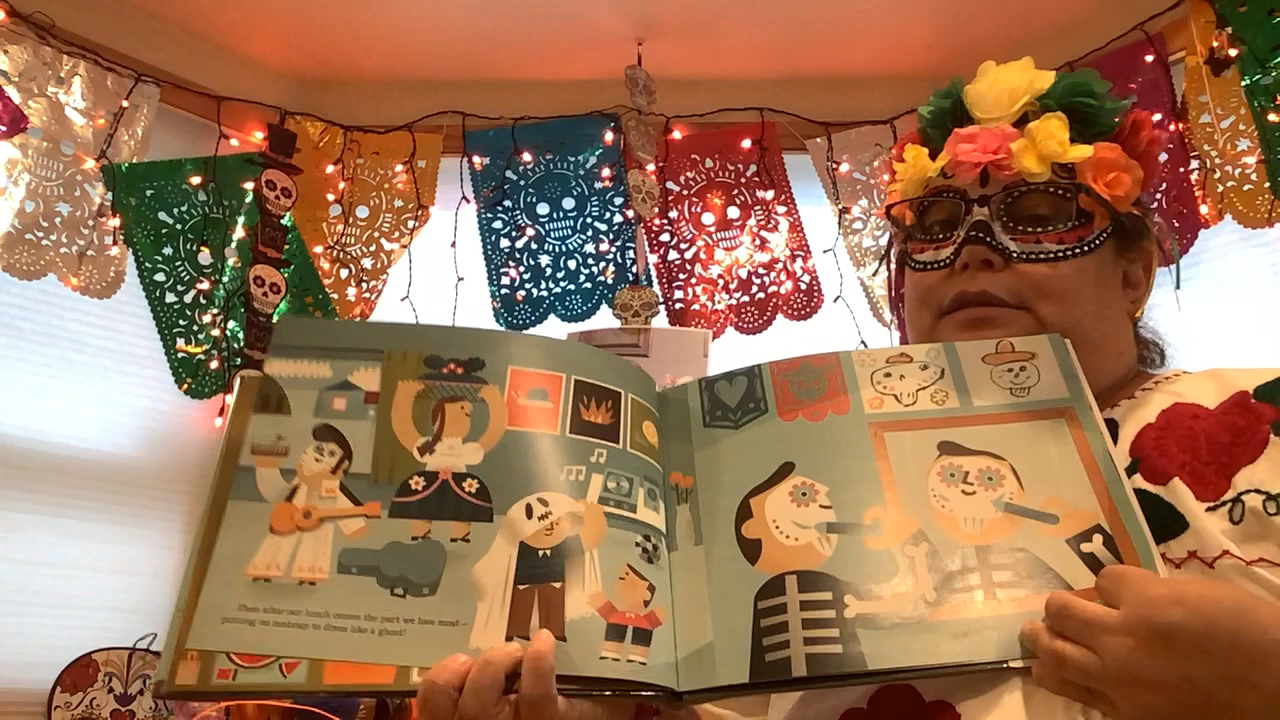 Then after our lunch comes the part we love most—
putting on makeup to dress like a ghost!